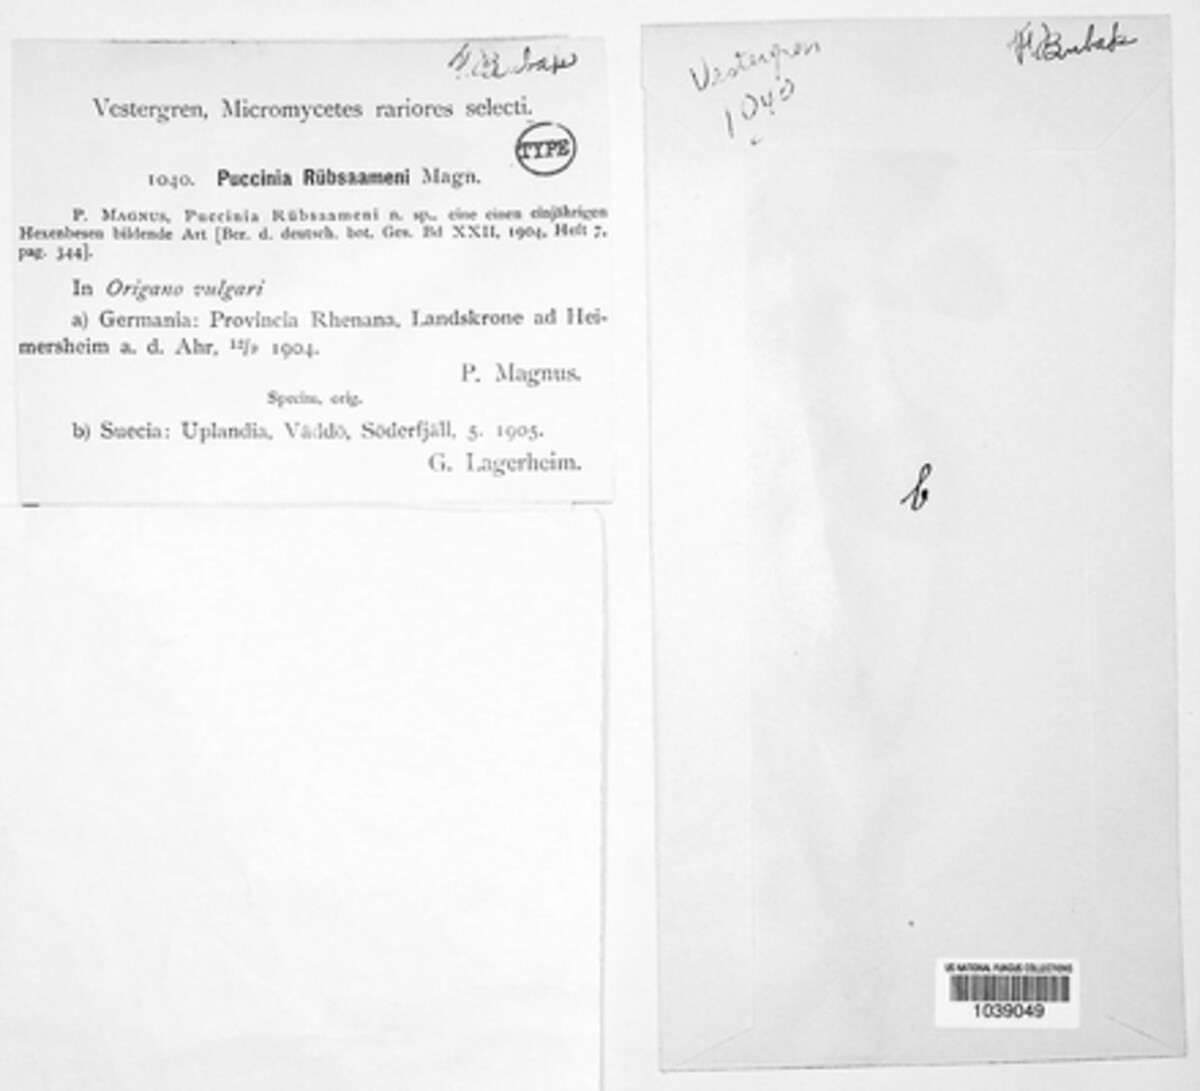 F. Bubak
Vestergren, Micromycetes rariores selecti.
TYPE
1040. Puccinia Rübsaameni Magn.
P. Magnus, Puccinia Rübsaameni n. sp., eine einen einjährigen
Hexenbesen bildende Art [Ber. d. deutsch. bot. Ges. Bd XXII, 1904, Heft 7,
pag. 344].
In Origano vulgari
a) Germania: Provincia Rhenana, Landskrone ad Hei-
mersheim a. d. Ahr, 12/9 1904.
P. Magnus.
Specim. orig.
b) Suecia: Uplandia, Väddö, Söderfjäll, 5. 1905.
G. Lagerheim.
Vestergren
1040
F. Bubak
b
US NATIONAL FUNGUS COLLECTIONS
1039049